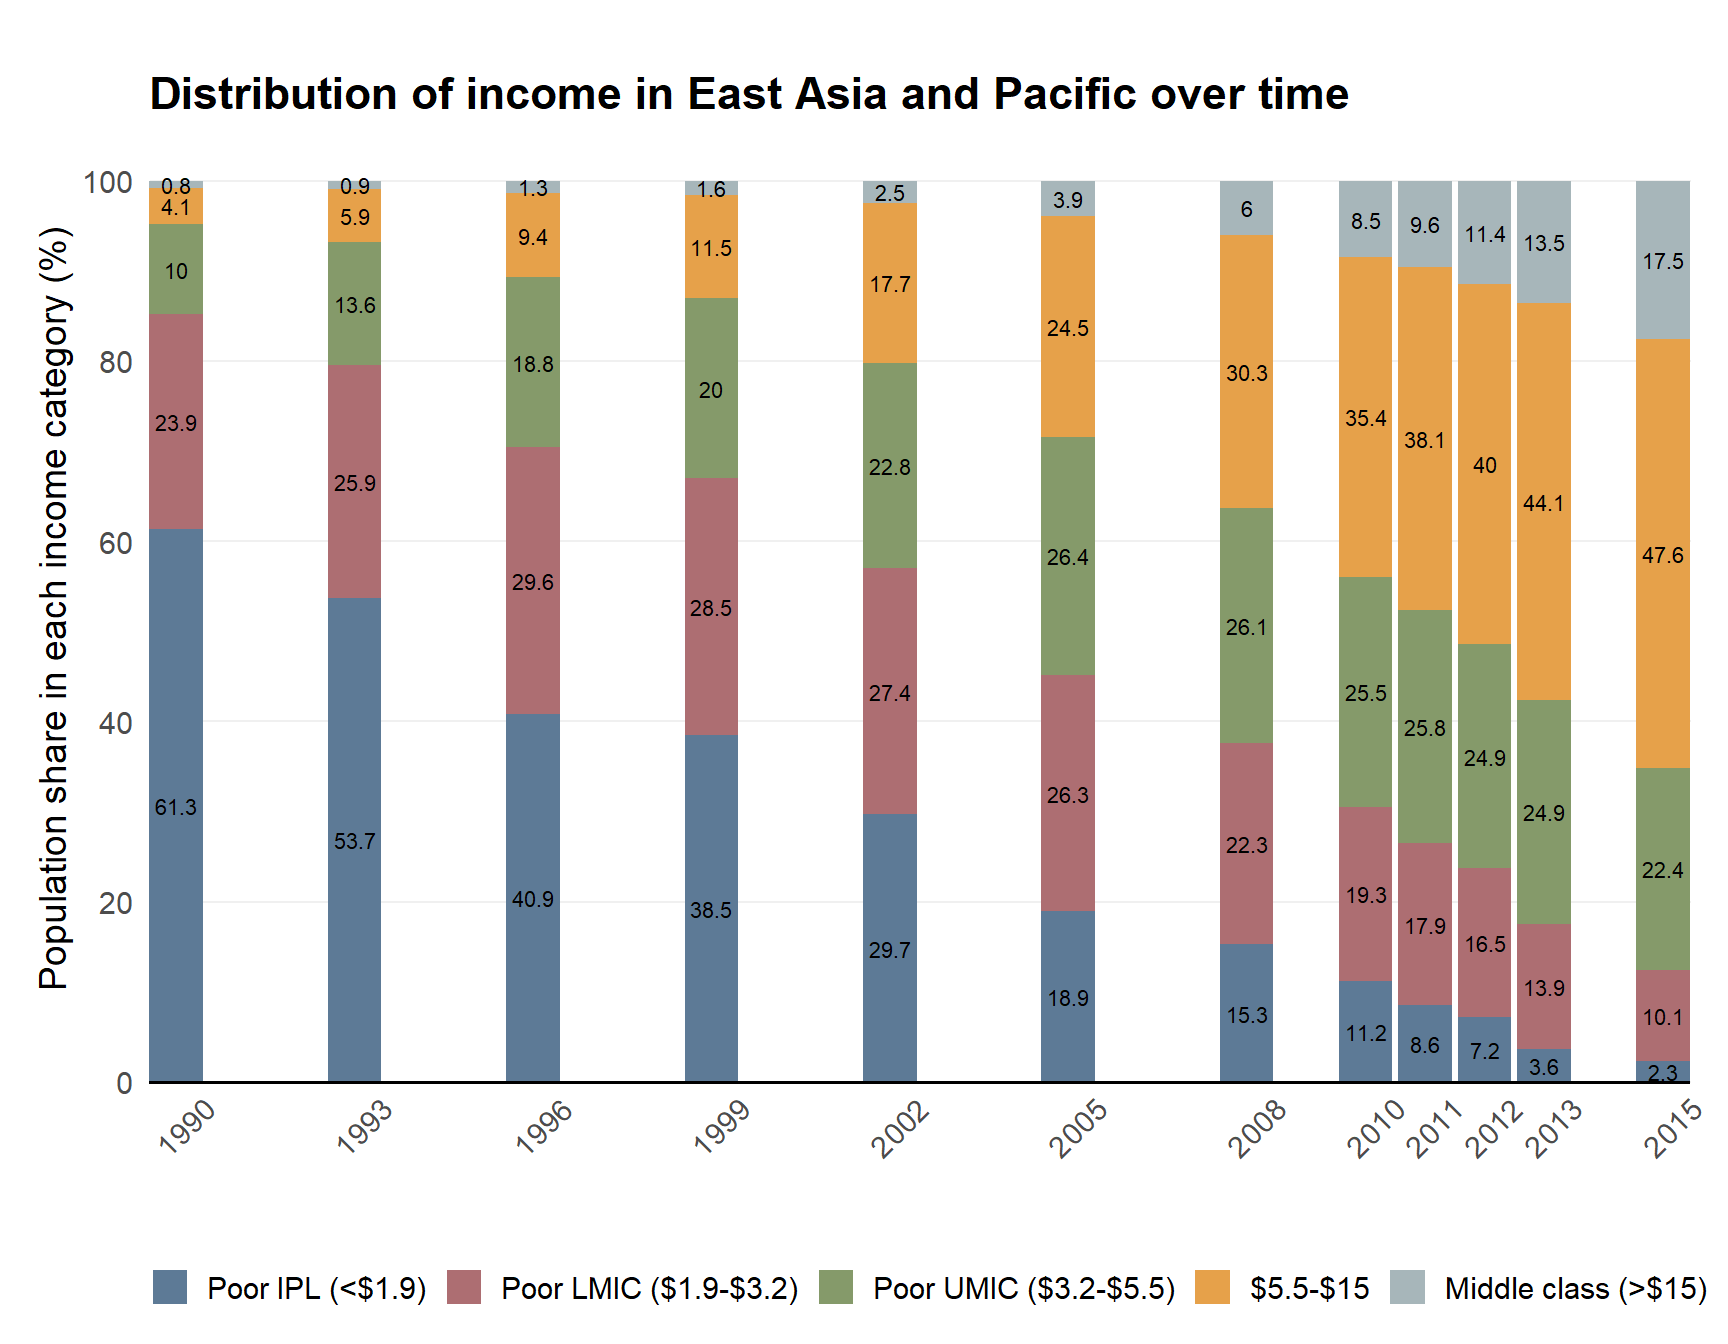 Distribution of income in East Asia and Pacific over time
Population share in each income category (%)
100
80
60
40
20
0
0.8 0.9 1.3 1.6 2.5 3.9 6 8.5 9.6 11.4 13.5 17.5
4.1 5.9 9.4 11.5 17.7 24.5 30.3 35.4 38.1 40 44.1 47.6
10 13.6 18.8 20 22.8 26.4 26.1 25.5 25.8 24.9 24.9 22.4
23.9 25.9 29.6 28.5 27.4 26.3 22.3 19.3 17.9 16.5 13.9 10.1
61.3 53.7 40.9 38.5 29.7 18.9 15.3 11.2 8.6 7.2 3.6 2.3
1990 1993 1996 1999 2002 2005 2008 2010 2011 2012 2013 2015
Poor IPL (<$1.9) Poor LMIC ($1.9-$3.2) Poor UMIC ($3.2-$5.5) $5.5-$15 Middle class (>$15)